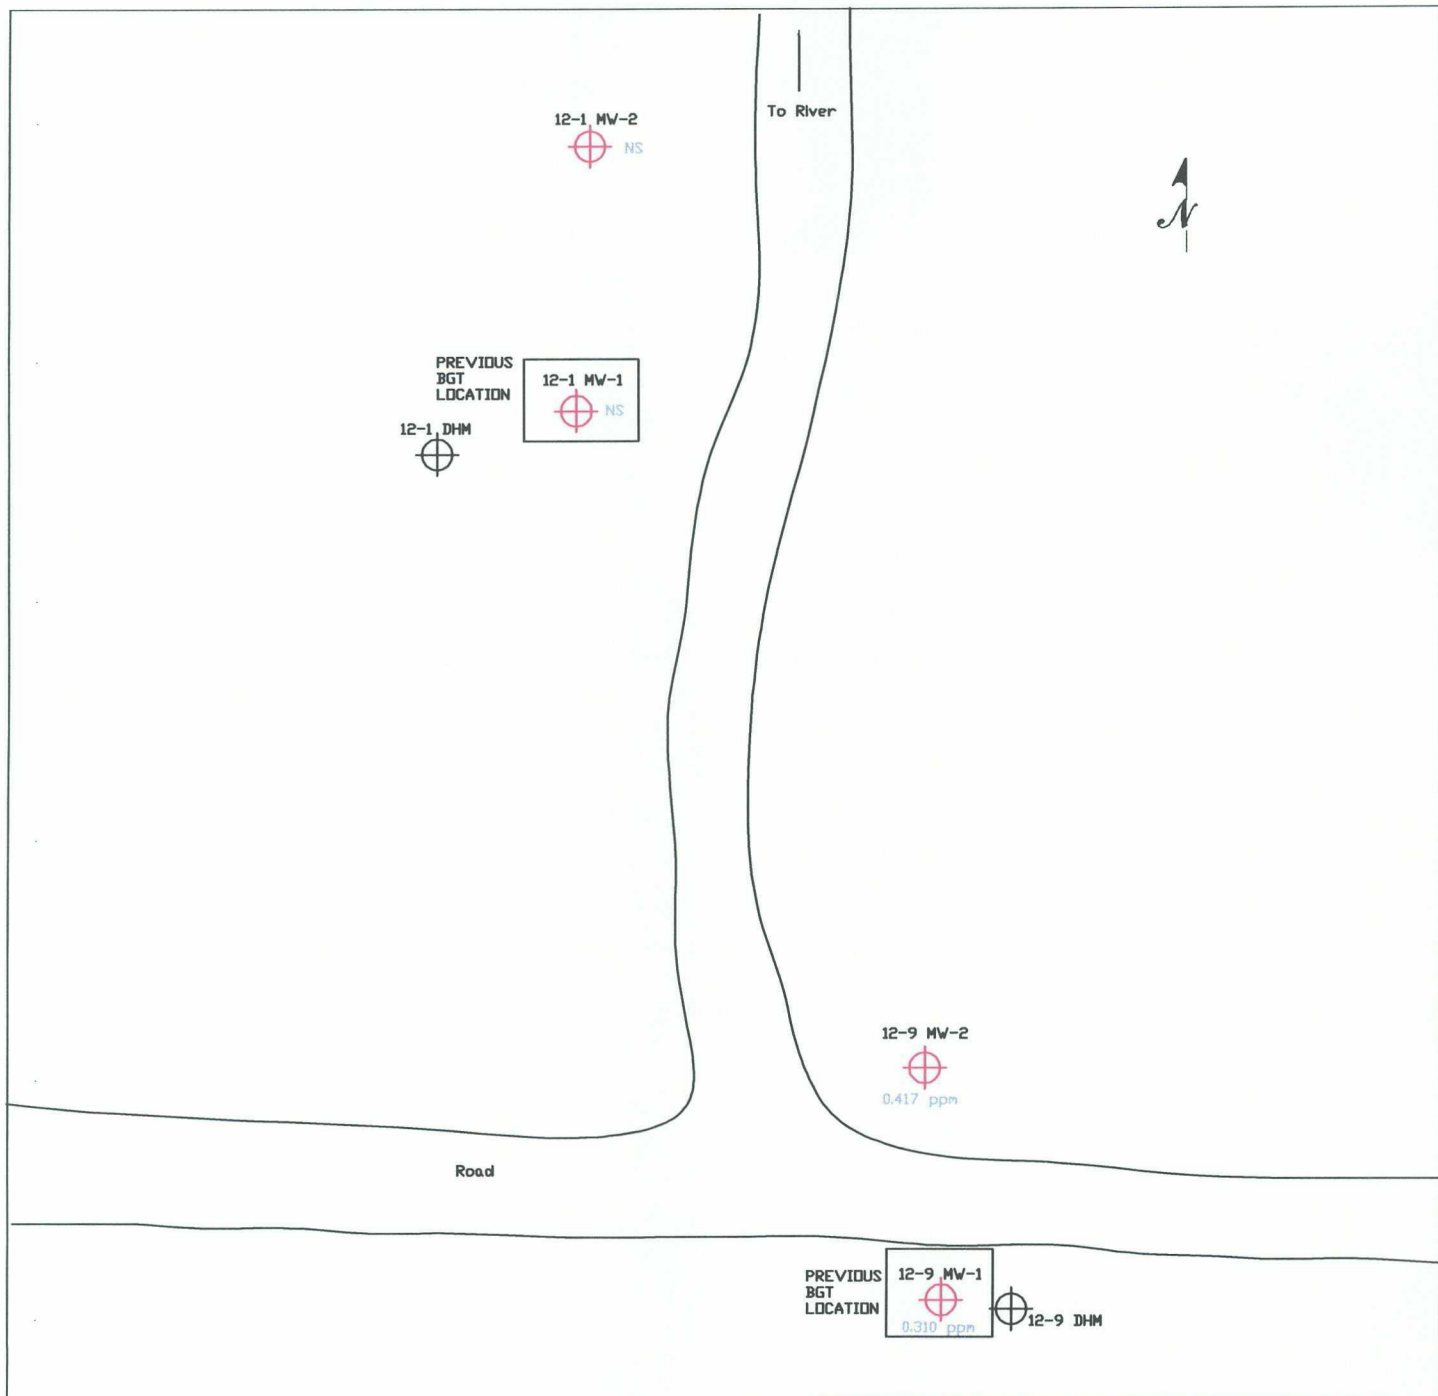 To River
12-1 MW-2
NS
N
PREVIOUS
BGT
LOCATION
12-1 MW-1
NS
12-1 DHM
12-9 MW-2
0.417 ppm
Road
PREVIOUS
BGT
LOCATION
12-9 MW-1
0.310 ppm
12-9 DHM